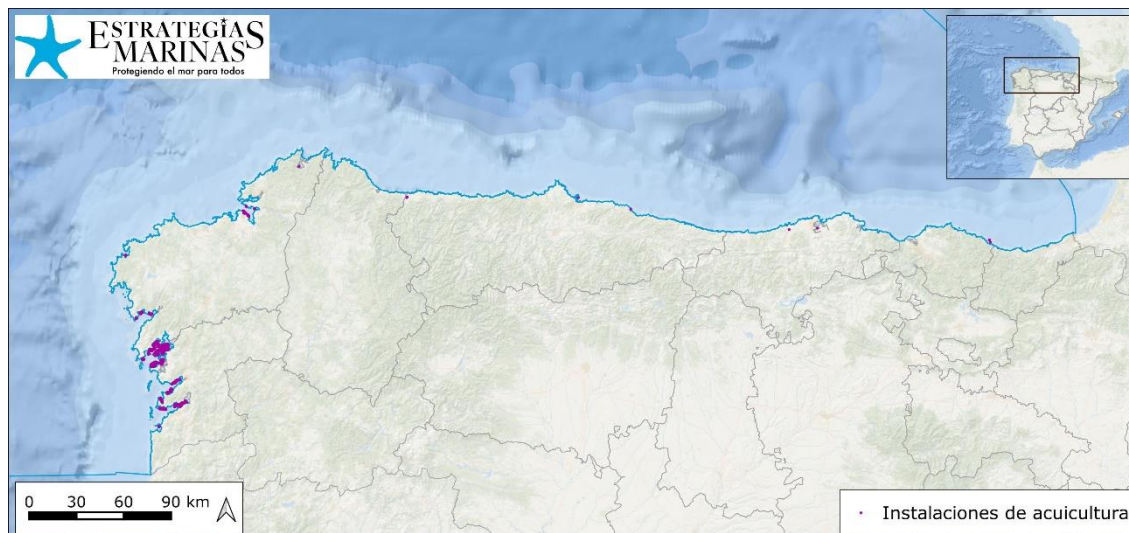 ESTRATEGIAS
MARINAS
Protegiendo el mar para todos
0 30 60 90 km
Instalaciones de acuicultura